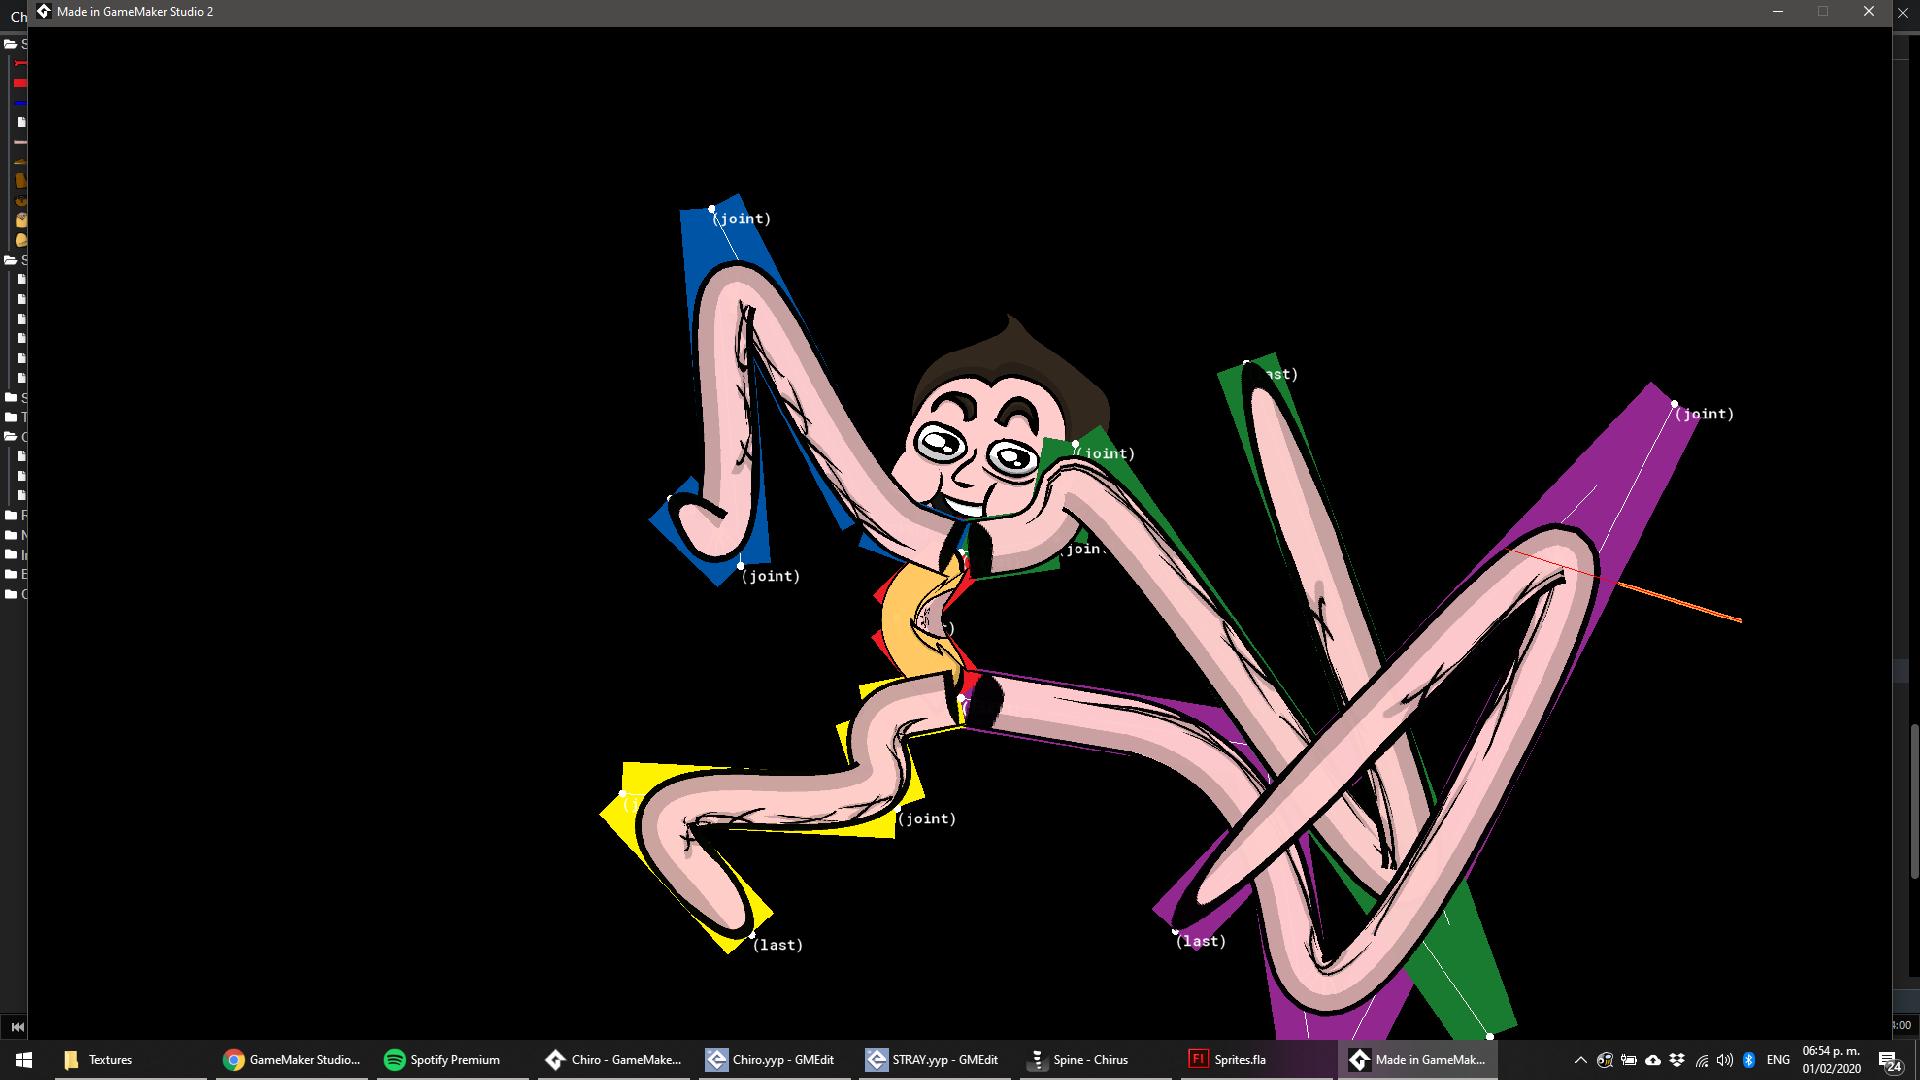 Made in GameMaker Studio 2
Ch
(joint)
(joint)
(joint)
(joint)
(joint)
(last)
(last)
4:00
Textures
GameMaker Studio...
Spotify Premium
Chiro - GameMake...
Chiro.yyp - GMEdit
STRAY.yyp - GMEdit
Spine - Chirus
Sprites.fla
Made in GameMak...
ENG
06:54 p. m.
01/02/2020
24